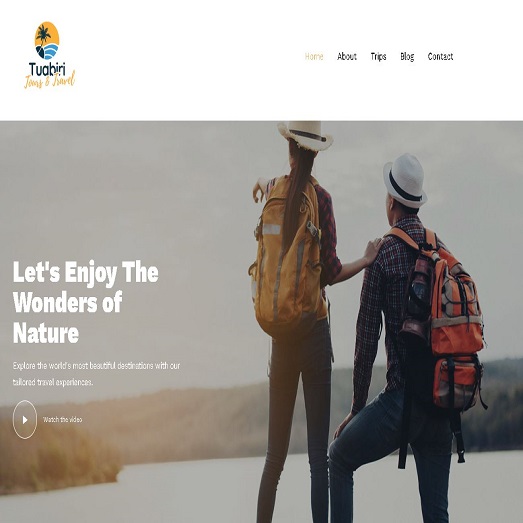 Tuabiri
Tours & Travel
Home About Trips Blog Contact
Let's Enjoy The
Wonders of
Nature
Explore the world's most beautiful destinations with our
tailored travel experiences.
Watch the video